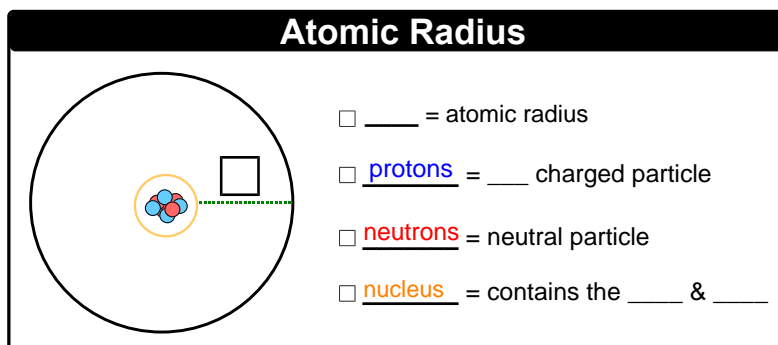 Atomic Radius
☐ ____ = atomic radius
☐ protons = ___ charged particle
☐ neutrons = neutral particle
☐ nucleus = contains the ____ & ____